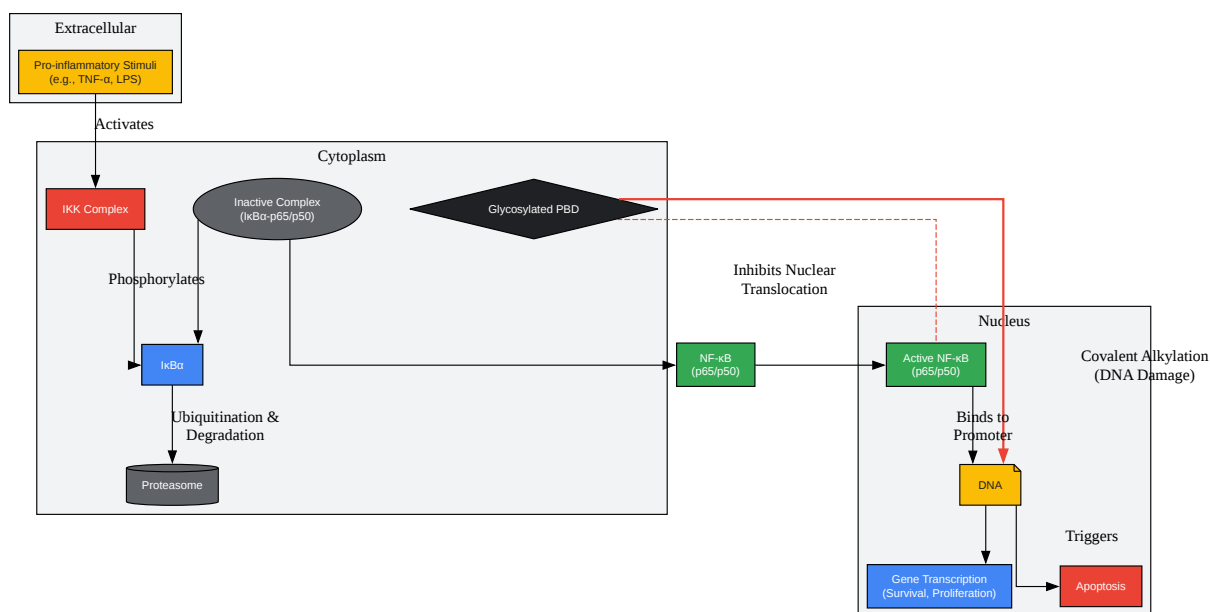 Extracellular
Pro-inflammatory Stimuli
(e.g., TNF-α, LPS)
Activates
Cytoplasm
IKK Complex
Inactive Complex
(IκBα-p65/p50)
Glycosylated PBD
Phosphorylates
Inhibits Nuclear
Translocation
Nucleus
IκBα
NF-κB
(p65/p50)
Active NF-κB
(p65/p50)
Covalent Alkylation
(DNA Damage)
Ubiquitination &
Degradation
Binds to
Promoter
Proteasome
DNA
Triggers
Gene Transcription
(Survival, Proliferation)
Apoptosis